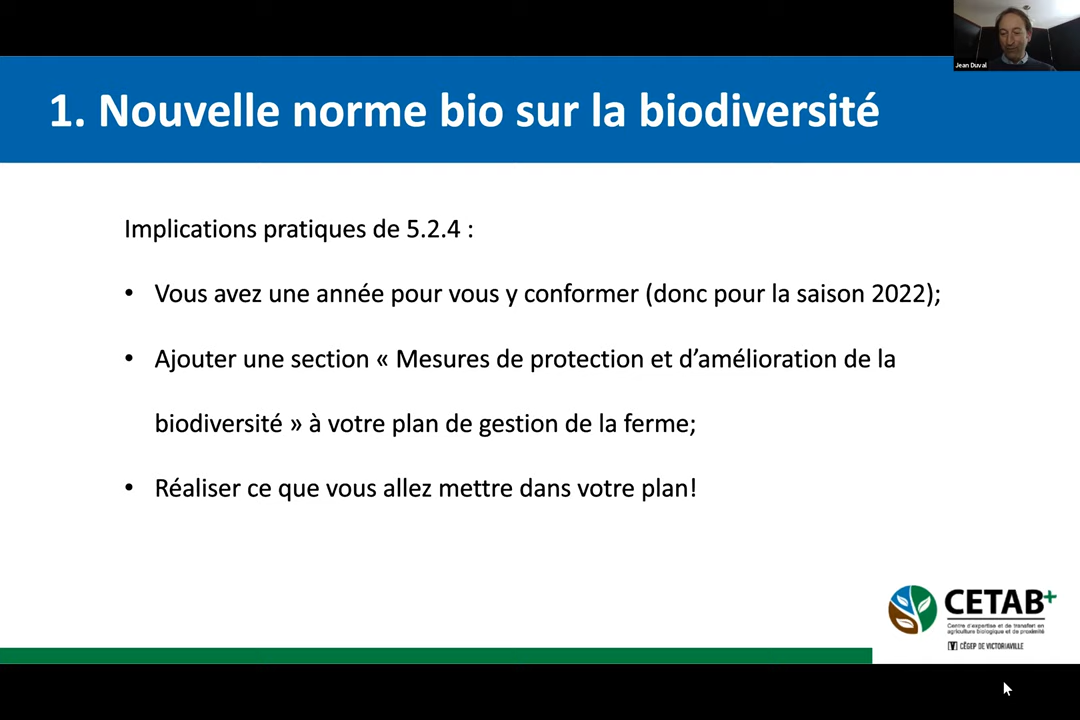 Jean Duval
1. Nouvelle norme bio sur la biodiversité
Implications pratiques de 5.2.4 :
• Vous avez une année pour vous y conformer (donc pour la saison 2022);
• Ajouter une section « Mesures de protection et d’amélioration de la
biodiversité » à votre plan de gestion de la ferme;
• Réaliser ce que vous allez mettre dans votre plan!
CETAB+
Centre d'expertise et de transfert en
agriculture biologique et de proximité
CÉGEP DE VICTORIAVILLE